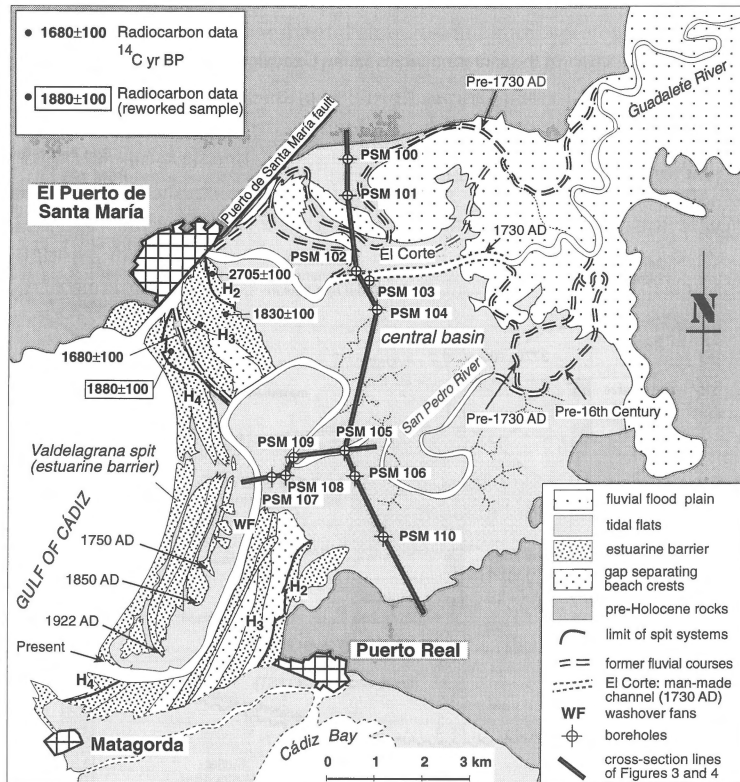 1680±100 Radiocarbon data
14C yr BP
1880±100 Radiocarbon data
(reworked sample)
Pre-1730 AD
Guadalete River
Puerto de Santa María fault
PSM 100
PSM 101
El Puerto de
Santa María
El Corte
1730 AD
PSM 102
2705±100
H2
PSM 103
1830±100
PSM 104
N
H3
central basin
1680±100
1880±100
H4
San Pedro River
Pre-1730 AD
Pre-16th Century
PSM 105
PSM 109
Valdelagrana spit
(estuarine barrier)
PSM 106
PSM 108
PSM 107
WF
GULF OF CÁDIZ
1750 AD
PSM 110
1850 AD
H2
1922 AD
H3
Present
Puerto Real
H4
Matagorda
Cádiz Bay
0 1 2 3 km
fluvial flood plain
tidal flats
estuarine barrier
gap separating
beach crests
pre-Holocene rocks
limit of spit systems
former fluvial courses
El Corte: man-made
channel (1730 AD)
WF washover fans
boreholes
cross-section lines
of Figures 3 and 4